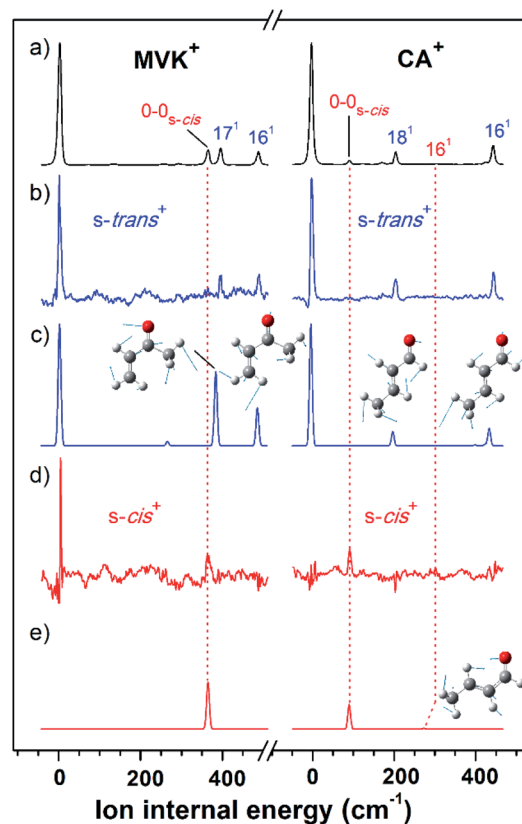 a)
MVK+
CA+
0-0s-cis
17¹
16¹
0-0s-cis
18¹
16¹
16¹
b)
s-trans+
s-trans+
c)
d)
s-cis+
s-cis+
e)
0 200 400 0 200 400
Ion internal energy (cm⁻¹)